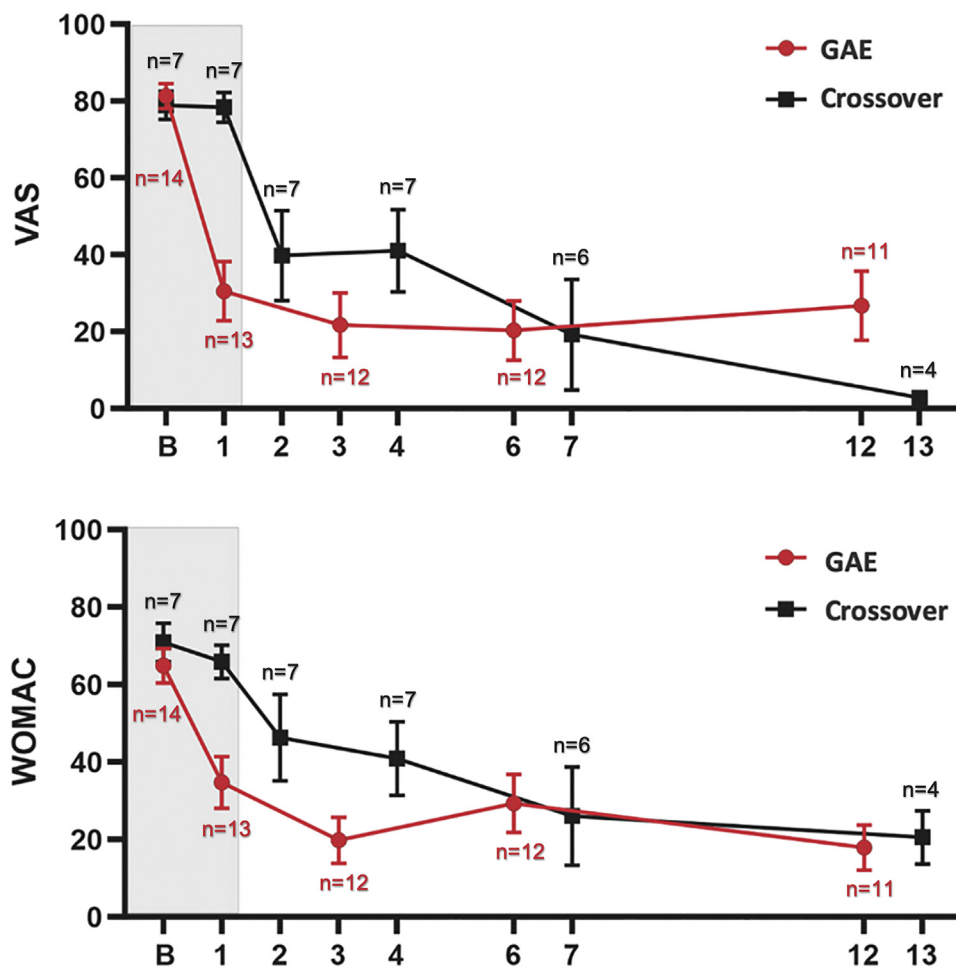 100
GAE
Crossover
n=7
n=7
80
n=14
60
n=7
n=7
VAS
n=11
40
n=6
20
n=13
n=12
n=12
n=4
0
B 1 2 3 4 6 7 12 13
100
GAE
Crossover
80
n=7
n=7
60
n=14
n=7
n=7
WOMAC
40
n=6
n=4
20
n=13
n=12
n=12
n=11
0
B 1 2 3 4 6 7 12 13